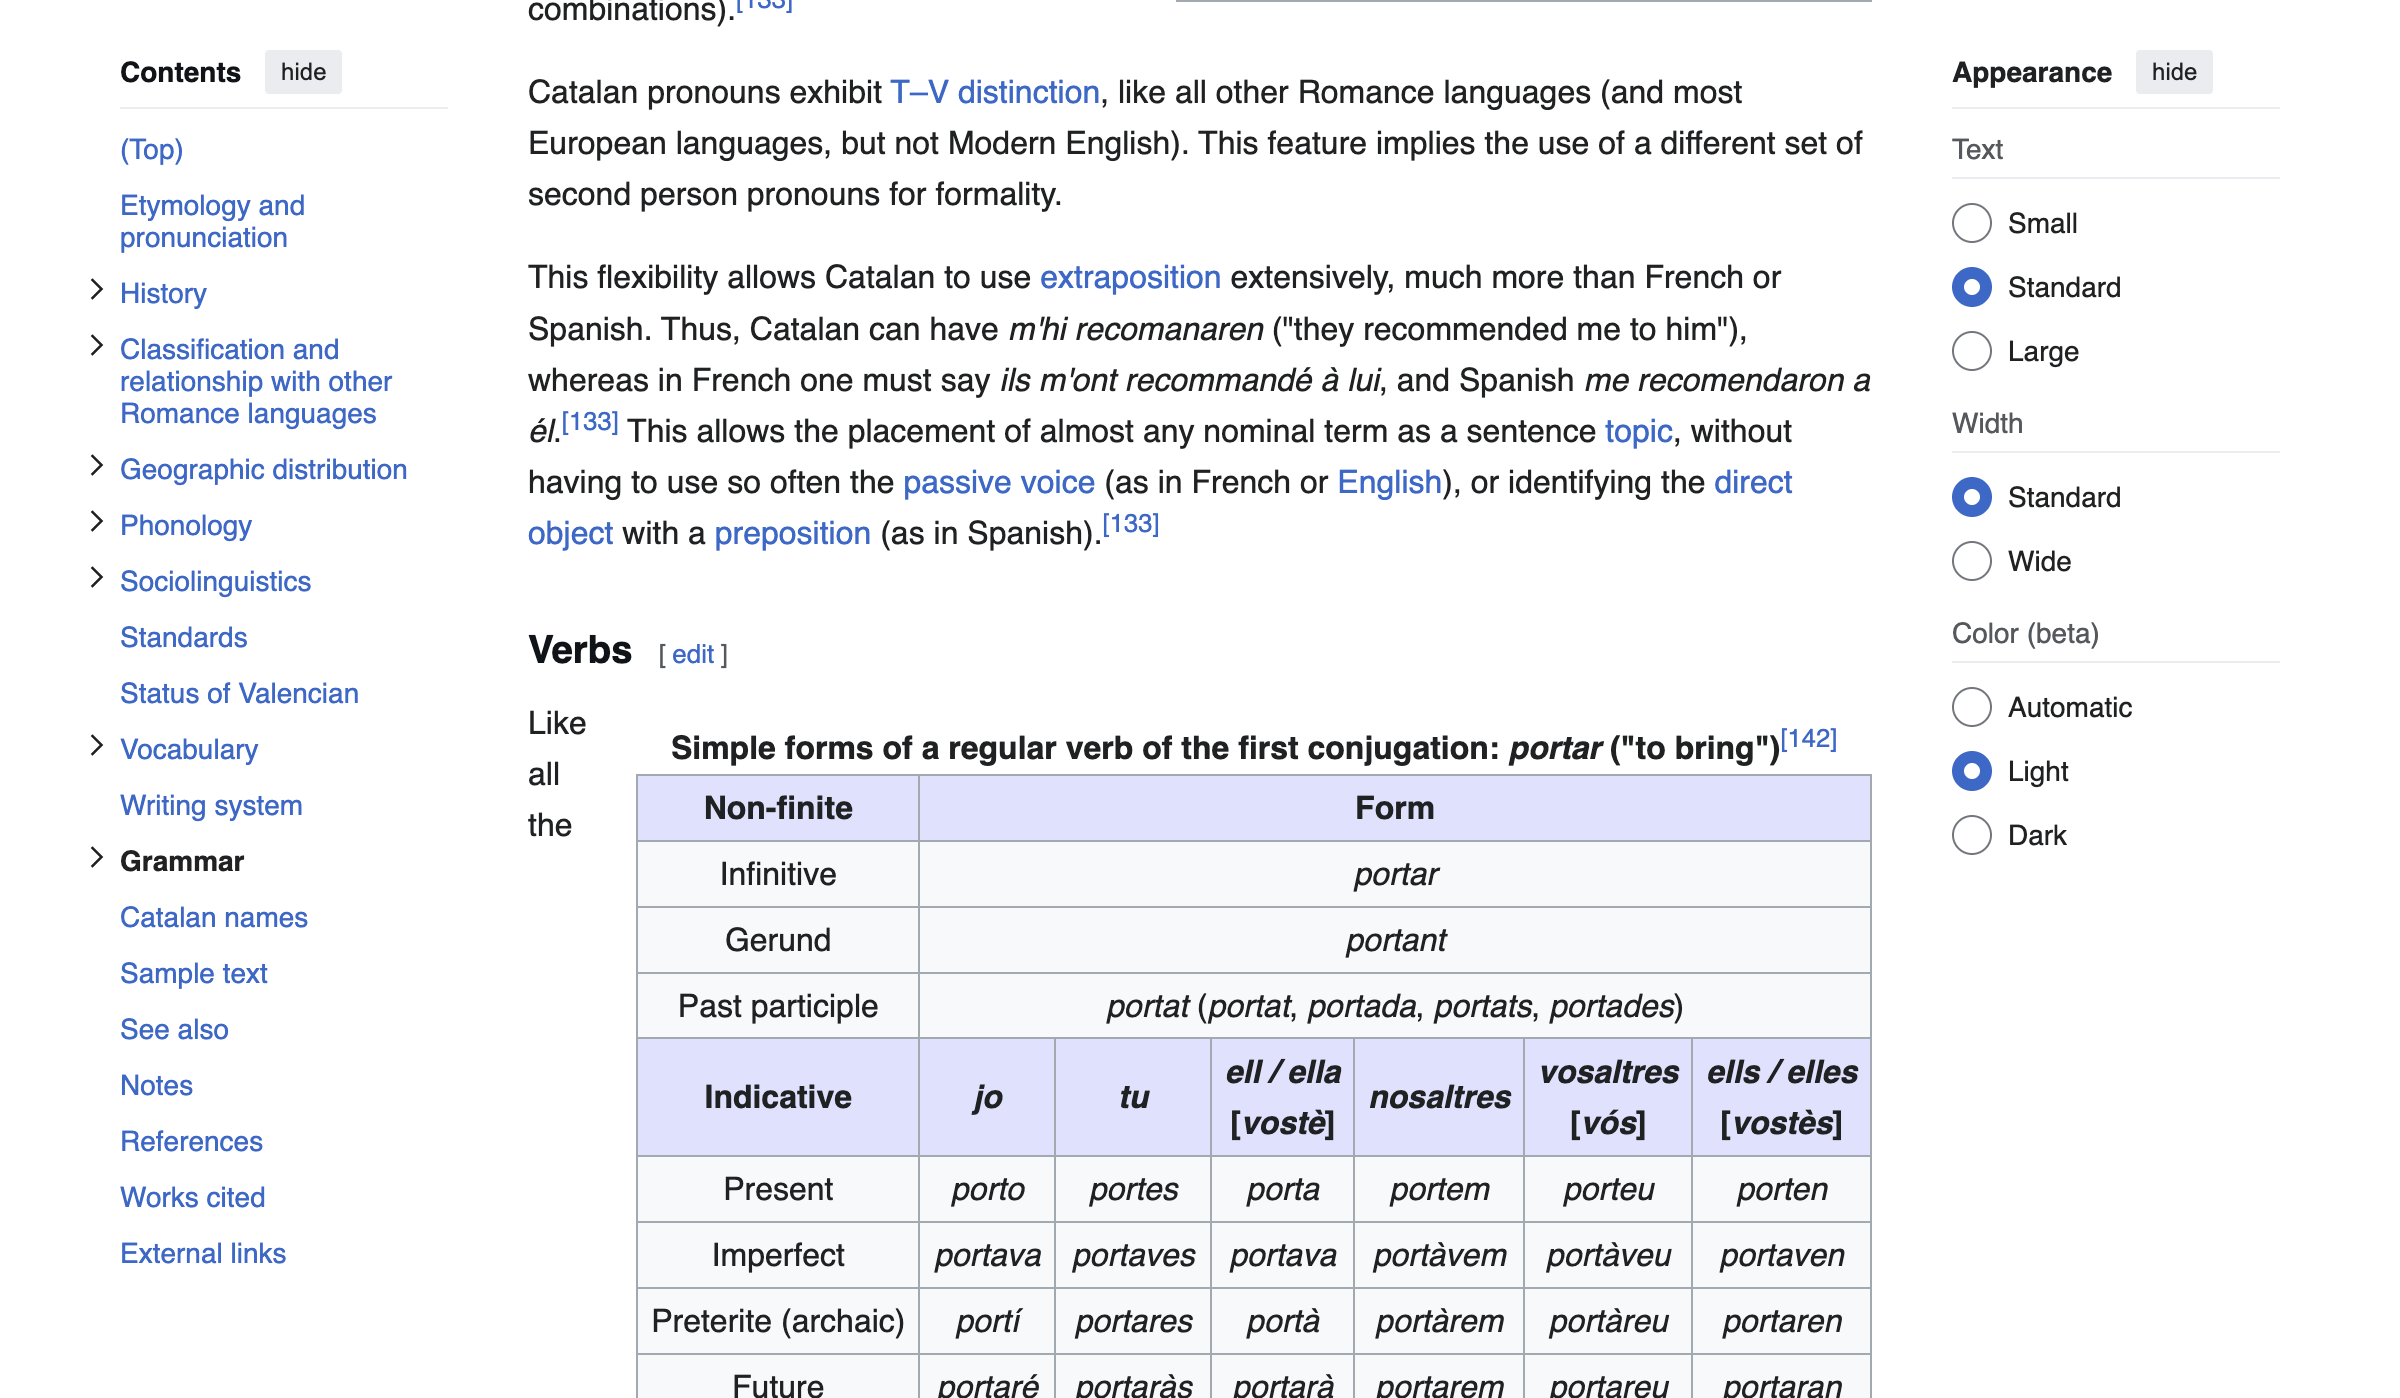 combinations).[133]
Contents hide
(Top)
Etymology and
pronunciation
History
Classification and
relationship with other
Romance languages
Geographic distribution
Phonology
Sociolinguistics
Standards
Status of Valencian
Vocabulary
Writing system
Grammar
Catalan names
Sample text
See also
Notes
References
Works cited
External links
Catalan pronouns exhibit T–V distinction, like all other Romance languages (and most
European languages, but not Modern English). This feature implies the use of a different set of
second person pronouns for formality.
This flexibility allows Catalan to use extraposition extensively, much more than French or
Spanish. Thus, Catalan can have m'hi recomanaren ("they recommended me to him"),
whereas in French one must say ils m'ont recommandé à lui, and Spanish me recomendaron a
él.[133] This allows the placement of almost any nominal term as a sentence topic, without
having to use so often the passive voice (as in French or English), or identifying the direct
object with a preposition (as in Spanish).[133]
Verbs [ edit ]
Like
all
the
Simple forms of a regular verb of the first conjugation: portar ("to bring")[142]
Non-finite Form
Infinitive portar
Gerund portant
Past participle portat (portat, portada, portats, portades)
Indicative jo tu ell / ella [vostè] nosaltres vosaltres [vós] ells / elles [vostès]
Present porto portes porta portem porteu porten
Imperfect portava portaves portava portàvem portàveu portaven
Preterite (archaic) portí portares portà portàrem portàreu portaren
Future portaré portaràs portarà portarem portareu portaran
Appearance hide
Text
Small
Standard
Large
Width
Standard
Wide
Color (beta)
Automatic
Light
Dark